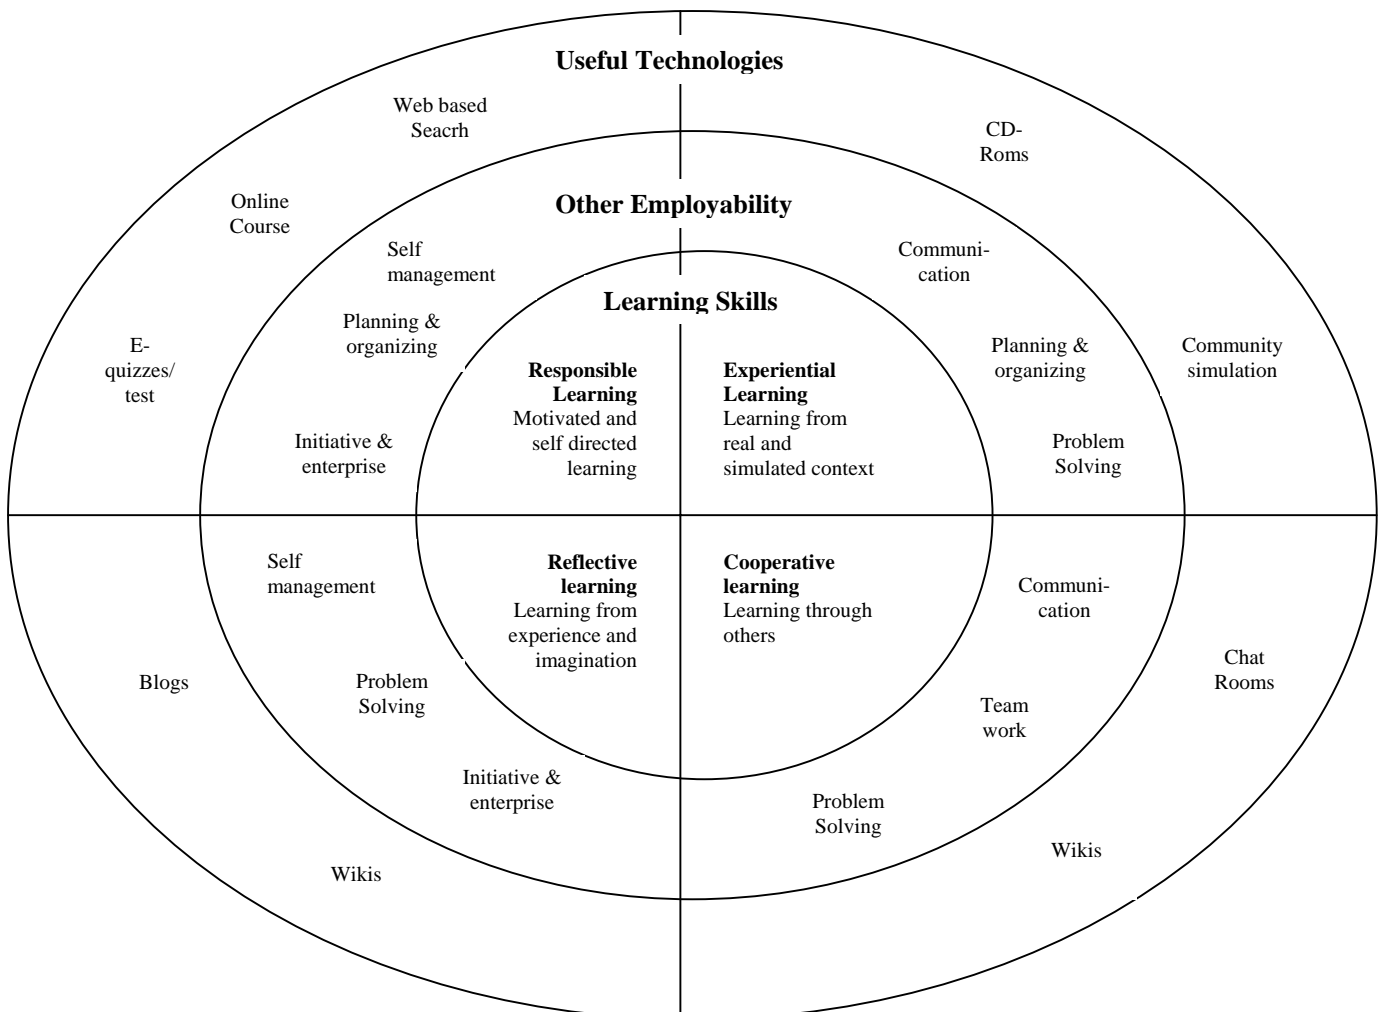 Useful Technologies
Web based
Seacrh
CD-
Roms
Online
Course
Other Employability
Self
management
Communi-
cation
Learning Skills
Planning &
organizing
E-
quizzes/
test
Planning &
organizing
Community
simulation
Responsible
Learning
Motivated and
self directed
learning
Experiential
Learning
Learning from
real and
simulated context
Initiative &
enterprise
Problem
Solving
Self
management
Reflective
learning
Learning from
experience and
imagination
Cooperative
learning
Learning through
others
Communi-
cation
Blogs
Problem
Solving
Team
work
Chat
Rooms
Initiative &
enterprise
Problem
Solving
Wikis
Wikis